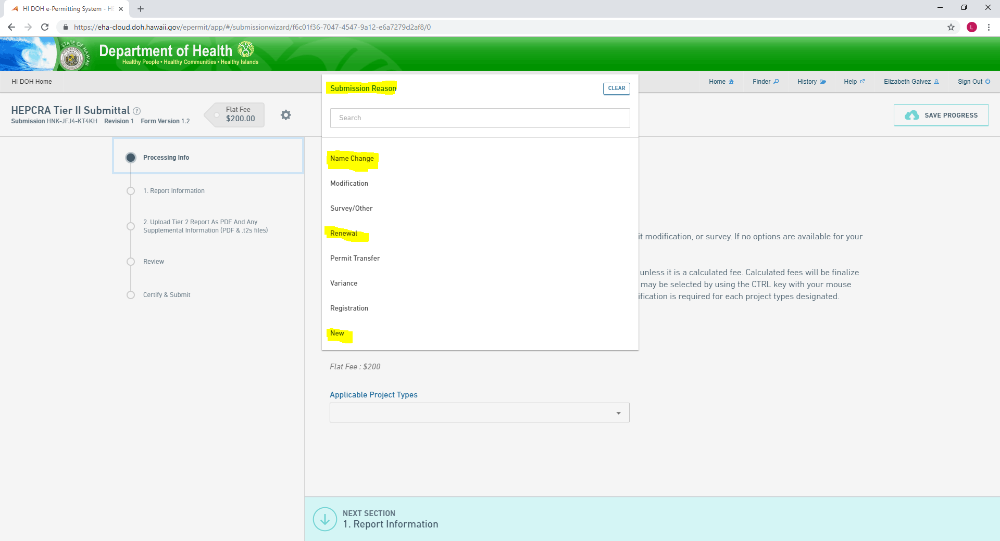 HI DOH e-Permitting System - HE
https://eha-cloud.doh.hawaii.gov/epermit/app/#/submissionwizard/f6c01f36-7047-4547-9a12-e6a7279d2af8/0
L
STATE OF HAWAII
Department of Health
Healthy People • Healthy Communities • Healthy Islands
HI DOH Home
Home
Finder
History
Help
Elizabeth Galvez
Sign Out
HEPCRA Tier II Submittal ?
Submission HNK-JFJ4-KT4KH Revision 1 Form Version 1.2
Flat Fee
$200.00
SAVE PROGRESS
Processing Info
1. Report Information
2. Upload Tier 2 Report As PDF And Any
Supplemental Information (PDF & .t2s files)
Review
Certify & Submit
Submission Reason
CLEAR
Search
Name Change
Modification
Survey/Other
Renewal
Permit Transfer
Variance
Registration
New
it modification, or survey. If no options are available for your
unless it is a calculated fee. Calculated fees will be finalize
may be selected by using the CTRL key with your mouse
ification is required for each project types designated.
Flat Fee : $200
Applicable Project Types
NEXT SECTION
1. Report Information